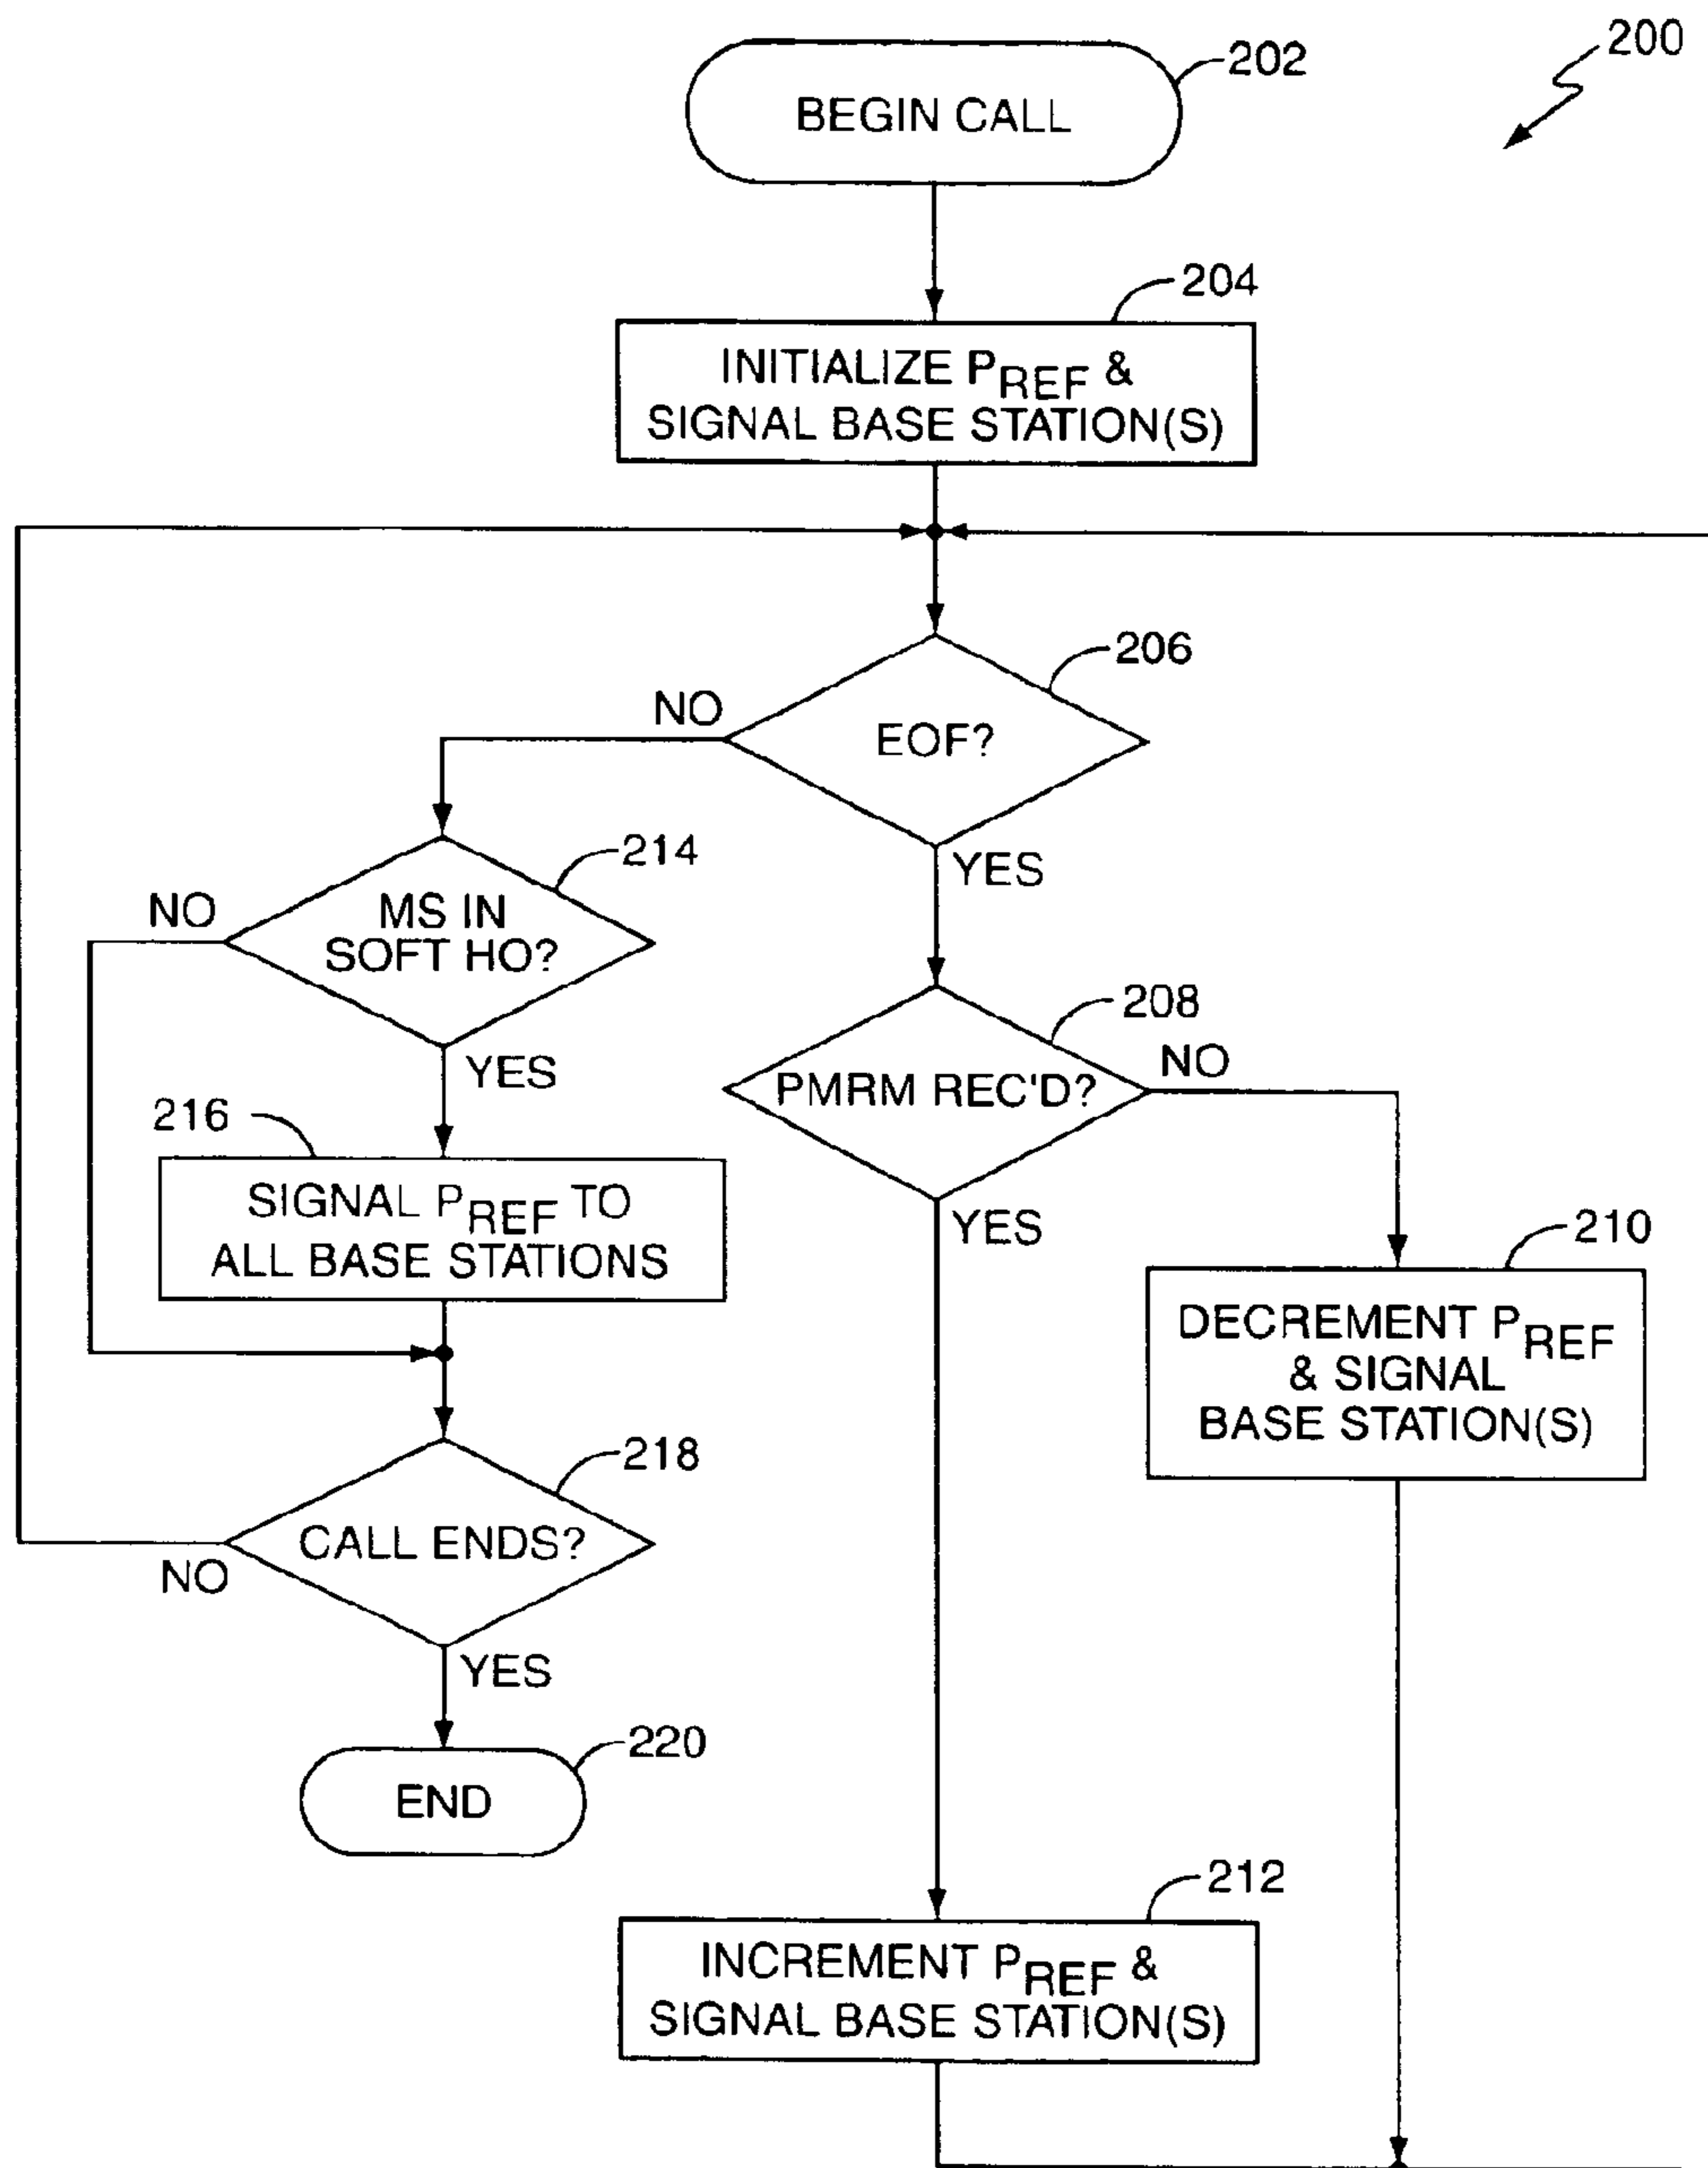 200
202
BEGIN CALL
204
INITIALIZE PREF &
SIGNAL BASE STATION(S)
206
NO
EOF?
YES
214
NO
MS IN
SOFT HO?
YES
208
NO
PMRM REC'D?
YES
216
SIGNAL PREF TO
ALL BASE STATIONS
210
DECREMENT PREF
& SIGNAL
BASE STATION(S)
218
CALL ENDS?
NO
YES
220
END
212
INCREMENT PREF &
SIGNAL BASE STATION(S)